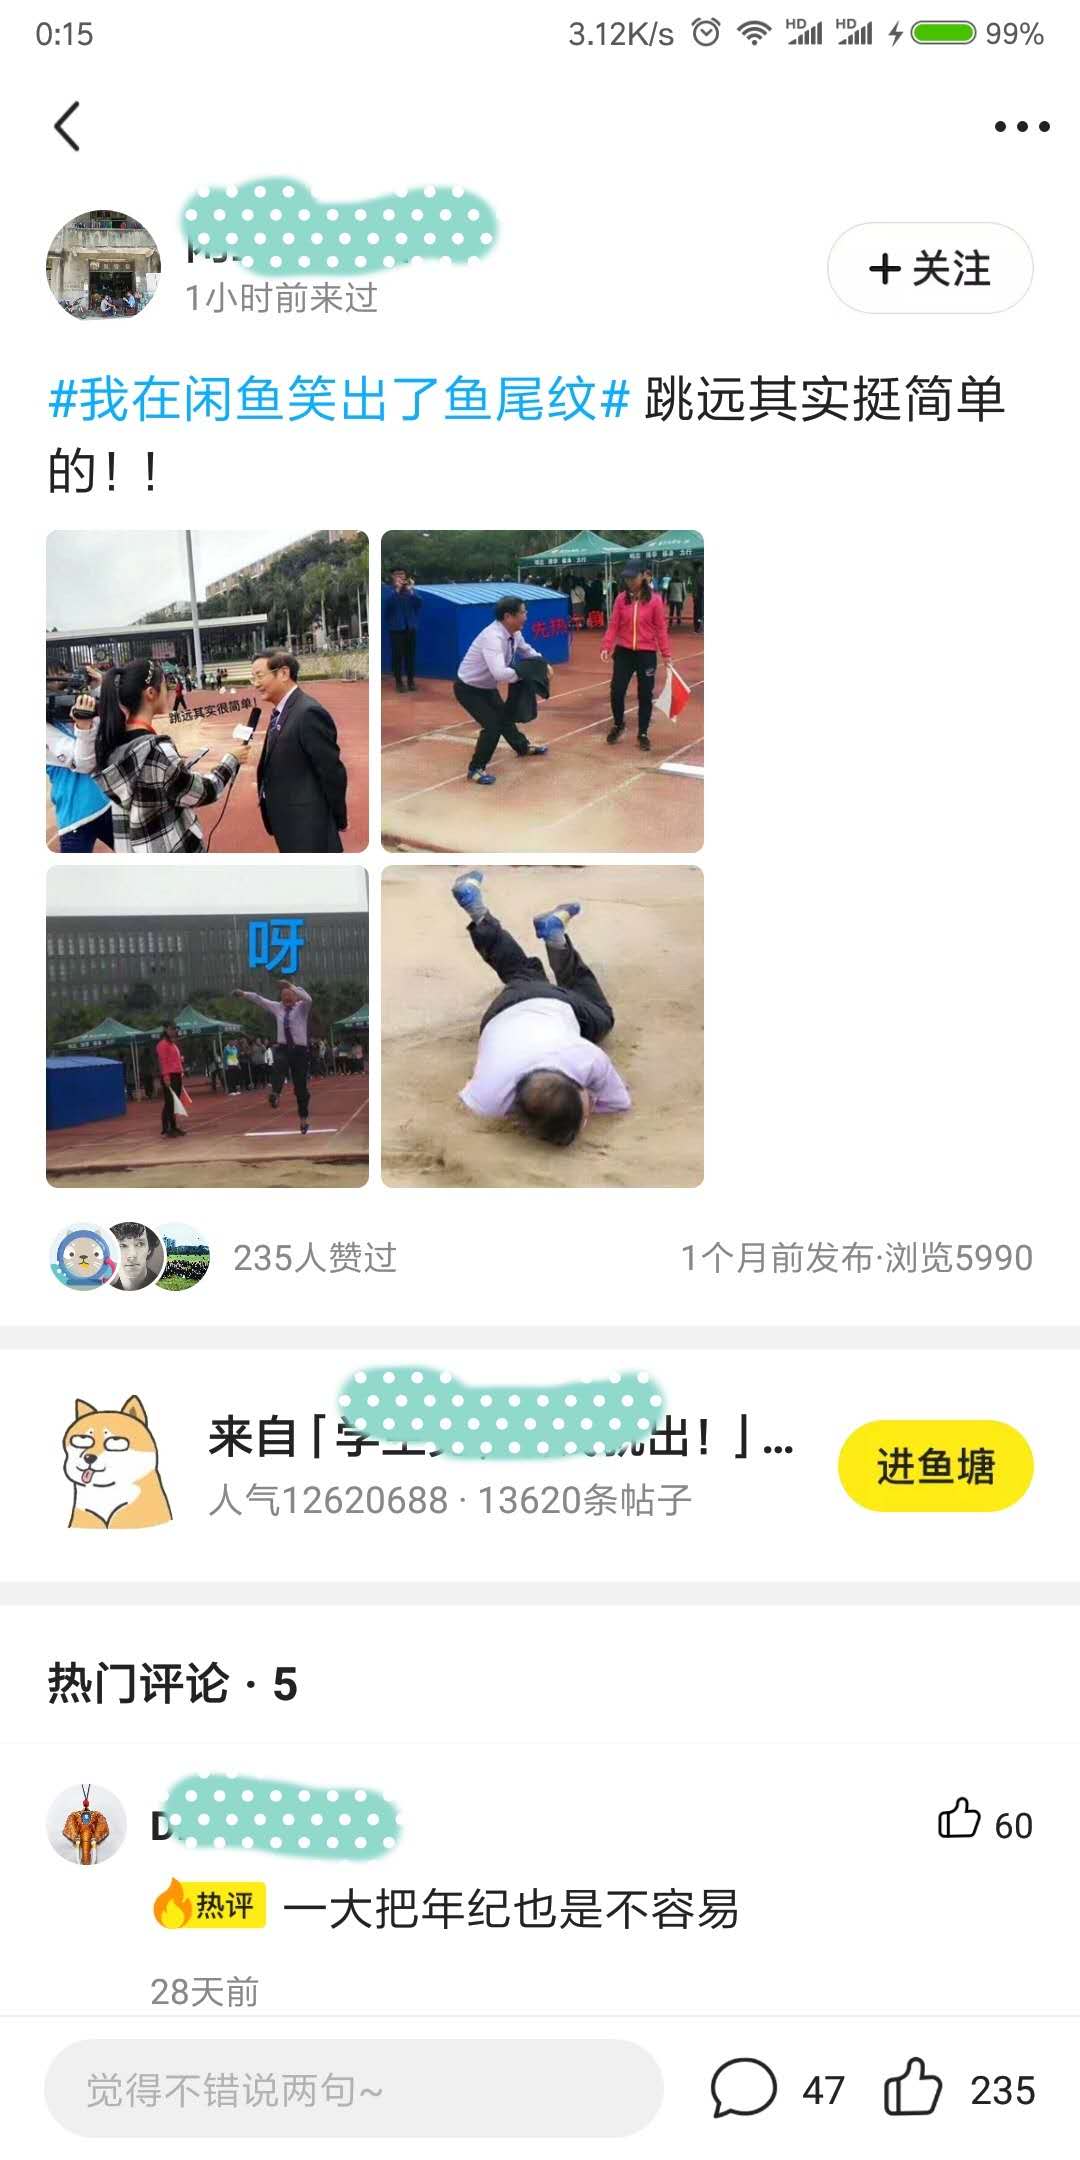 0:15 3.12K/s HD HD 99%
1小时前来过
+ 关注
#我在闲鱼笑出了鱼尾纹# 跳远其实挺简单
的！！
跳远其实很简单！
先热个身
呀
235人赞过 1个月前发布·浏览5990
来自「学 就出！」...
人气12620688 · 13620条帖子
进鱼塘
热门评论 · 5
D
60
热评 一大把年纪也是不容易
28天前
觉得不错说两句~ 47 235